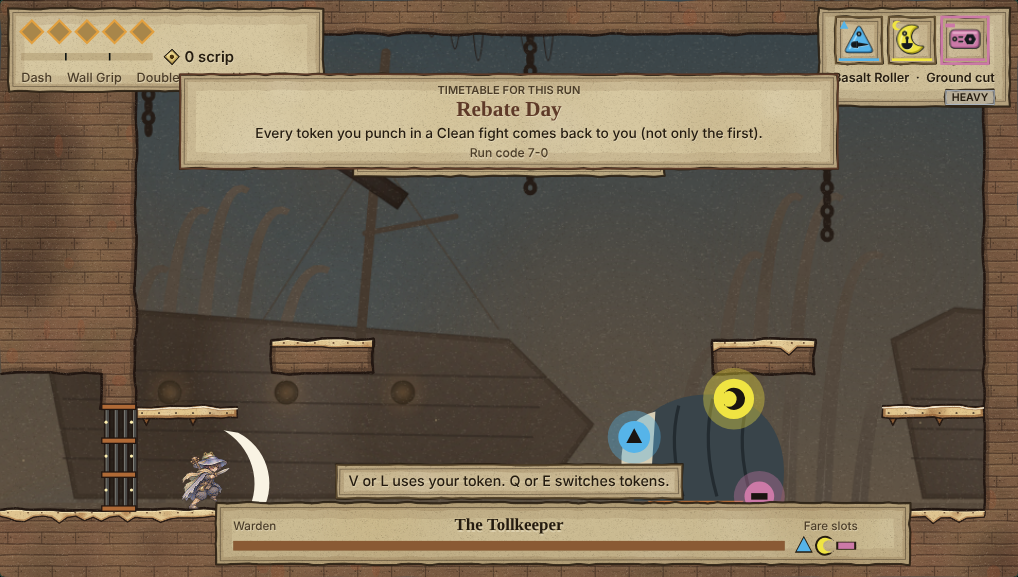 0 scrip
Dash Wall Grip Double
Basalt Roller · Ground cut
HEAVY
TIMETABLE FOR THIS RUN
Rebate Day
Every token you punch in a Clean fight comes back to you (not only the first).
Run code 7-0
V or L uses your token. Q or E switches tokens.
Warden
The Tollkeeper
Fare slots